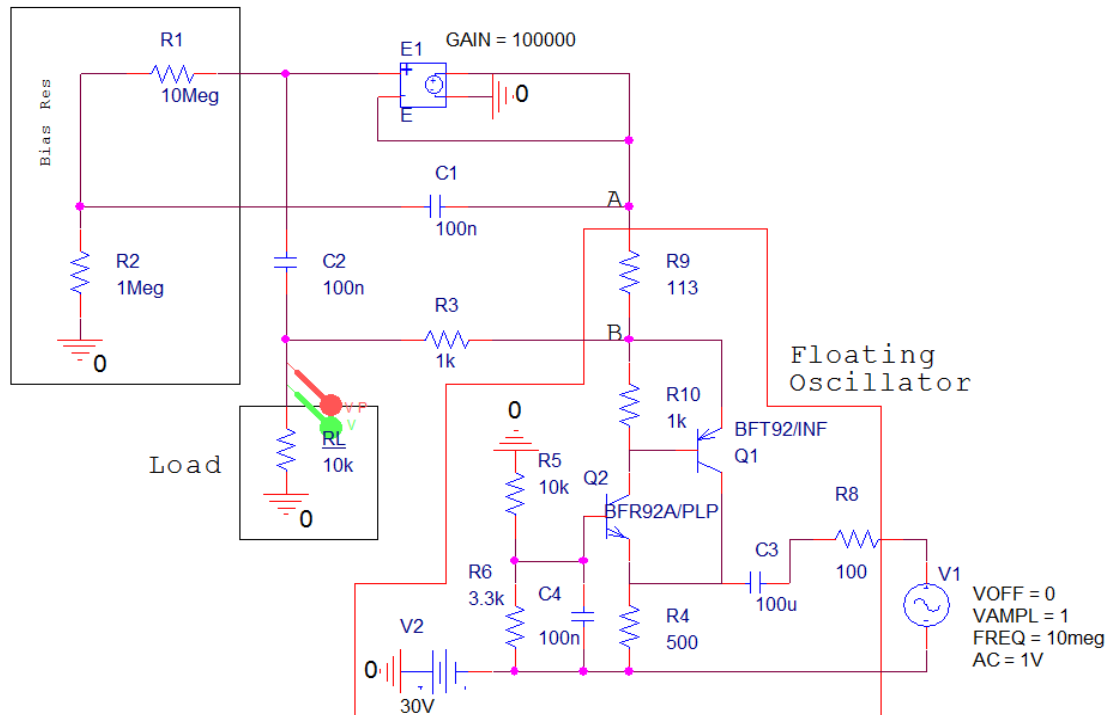 R1
10Meg
Bias Res
E1
GAIN = 100000
E
0
C1
100n
A
R2
1Meg
0
C2
100n
R9
113
R3
1k
B
Floating
Oscillator
VP
V
RL
10k
Load
0
R10
1k
BFT92/INF
Q1
0
R5
10k
Q2
BFR92A/PLP
R8
100
R6
3.3k
C4
100n
C3
100u
R4
500
V1
VOFF = 0
VAMPL = 1
FREQ = 10meg
AC = 1V
V2
0
30V